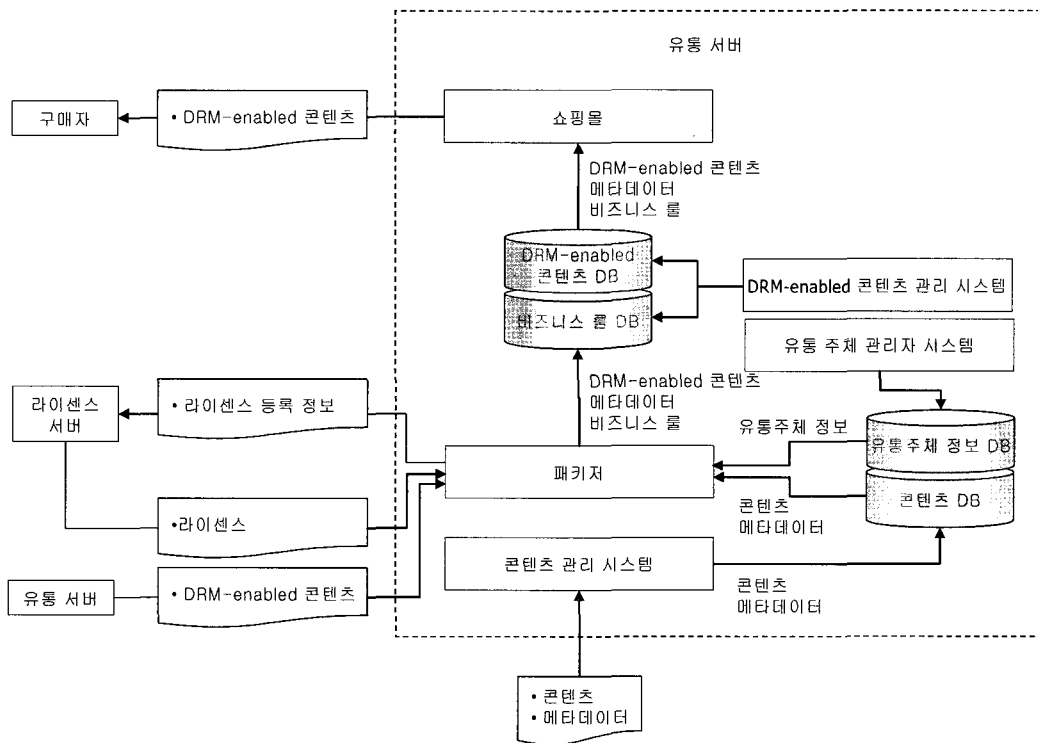 유통 서버
구매자
• DRM-enabled 콘텐츠
쇼핑몰
DRM-enabled 콘텐츠
메타데이터
비즈니스 룰
DRM-enabled
콘텐츠 DB
비즈니스 룰 DB
DRM-enabled 콘텐츠 관리 시스템
유통 주체 관리자 시스템
DRM-enabled 콘텐츠
메타데이터
비즈니스 룰
라이센스
서버
• 라이센스 등록 정보
유통주체 정보
유통주체 정보 DB
패키저
콘텐츠 DB
콘텐츠
메타데이터
•라이센스
콘텐츠 관리 시스템
콘텐츠
메타데이터
유통 서버
• DRM-enabled 콘텐츠
• 콘텐츠
• 메타데이터